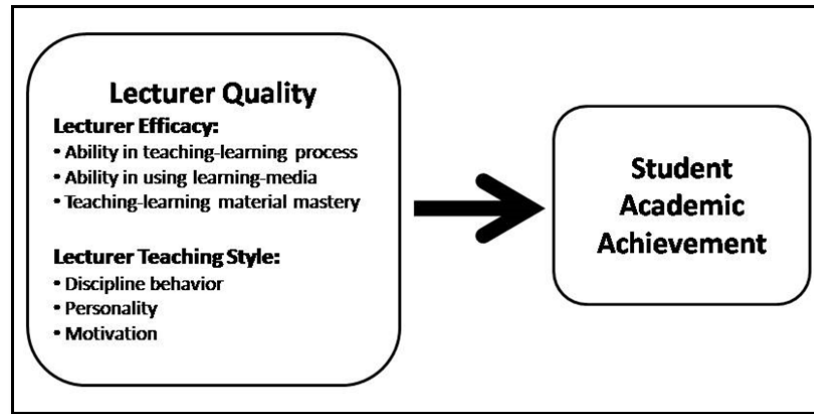 Lecturer Quality
Lecturer Efficacy:
• Ability in teaching-learning process
• Ability in using learning-media
• Teaching-learning material mastery
Lecturer Teaching Style:
• Discipline behavior
• Personality
• Motivation
Student
Academic
Achievement